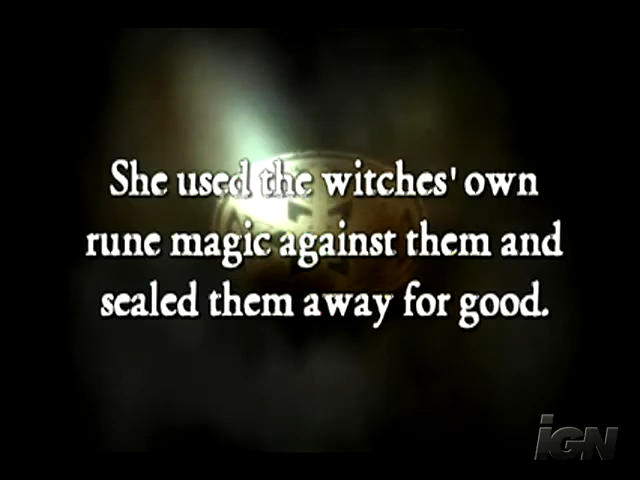 She used the witches' own
rune magic against them and
sealed them away for good.
IGN